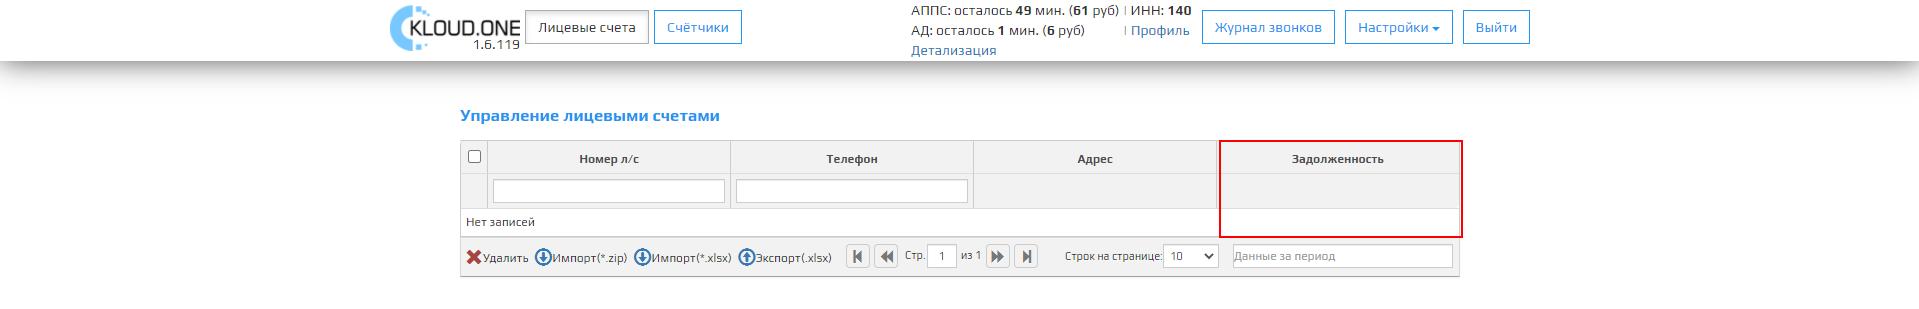 KLOUD.ONE
1.6.119
Лицевые счета
Счётчики
АППС: осталось 49 мин. (61 руб) | ИНН: 140
АД: осталось 1 мин. (6 руб) | Профиль
Детализация
Журнал звонков
Настройки
Выйти
Управление лицевыми счетами
Номер л/с Телефон Адрес Задолженность
Нет записей
Удалить Импорт(*.zip) Импорт(*.xlsx) Экспорт(.xlsx) Стр. 1 из 1 Строк на странице: 10 Данные за период